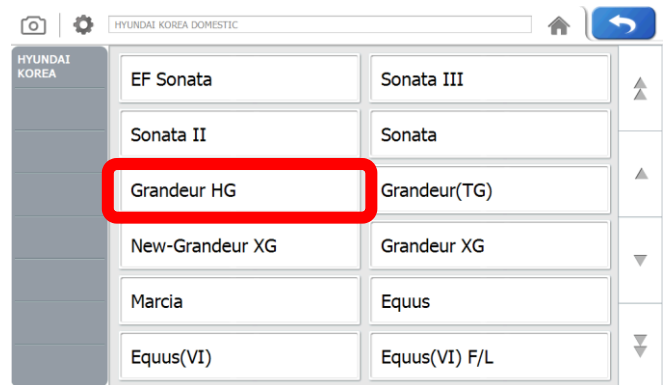 HYUNDAI KOREA DOMESTIC
HYUNDAI
KOREA
EF Sonata
Sonata III
Sonata II
Sonata
Grandeur HG
Grandeur(TG)
New-Grandeur XG
Grandeur XG
Marcia
Equus
Equus(VI)
Equus(VI) F/L